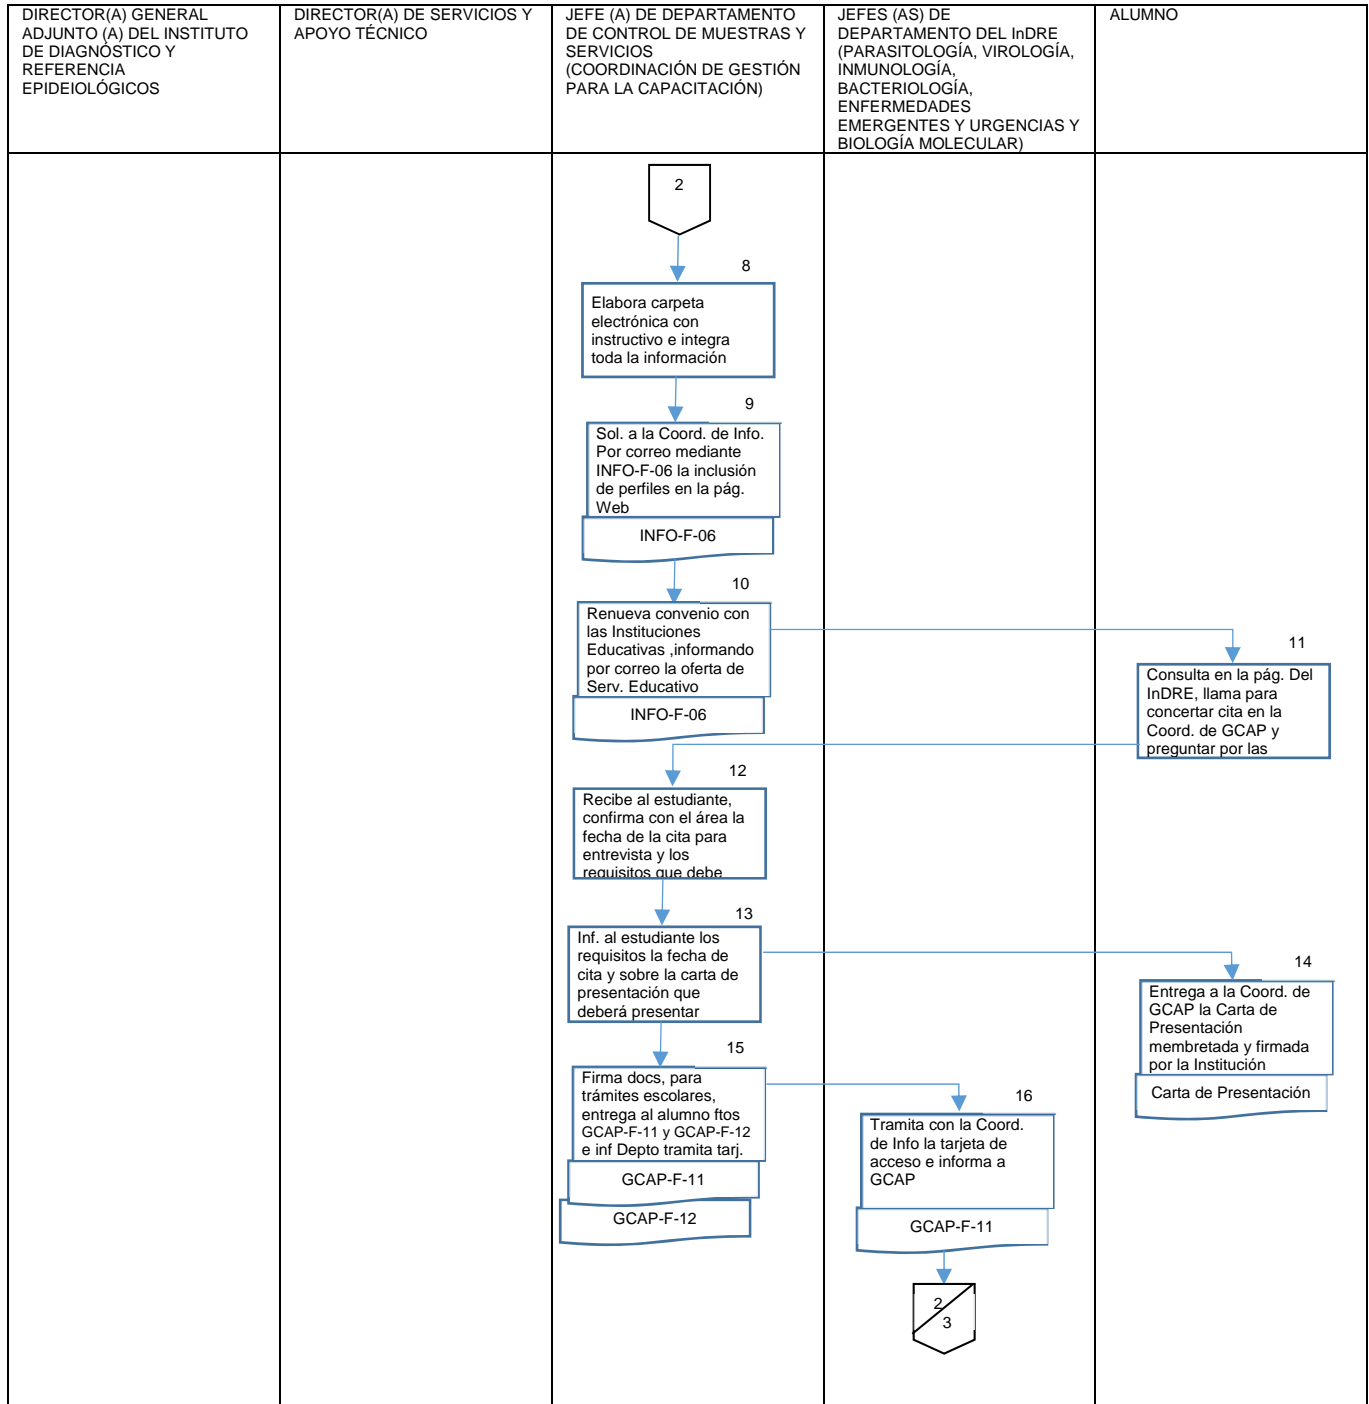 DIRECTOR(A) GENERAL
ADJUNTO (A) DEL INSTITUTO
DE DIAGNÓSTICO Y
REFERENCIA
EPIDEIOLÓGICOS
DIRECTOR(A) DE SERVICIOS Y
APOYO TÉCNICO
JEFE (A) DE DEPARTAMENTO
DE CONTROL DE MUESTRAS Y
SERVICIOS
(COORDINACIÓN DE GESTIÓN
PARA LA CAPACITACIÓN)
JEFES (AS) DE
DEPARTAMENTO DEL InDRE
(PARASITOLOGÍA, VIROLOGÍA,
INMUNOLOGÍA,
BACTERIOLOGÍA,
ENFERMEDADES
EMERGENTES Y URGENCIAS Y
BIOLOGÍA MOLECULAR)
ALUMNO
2
8
Elabora carpeta
electrónica con
instructivo e integra
toda la información
9
Sol. a la Coord. de Info.
Por correo mediante
INFO-F-06 la inclusión
de perfiles en la pág.
Web
INFO-F-06
10
Renueva convenio con
las Instituciones
Educativas ,informando
por correo la oferta de
Serv. Educativo
INFO-F-06
11
Consulta en la pág. Del
InDRE, llama para
concertar cita en la
Coord. de GCAP y
preguntar por las
12
Recibe al estudiante,
confirma con el área la
fecha de la cita para
entrevista y los
requisitos que debe
13
Inf. al estudiante los
requisitos la fecha de
cita y sobre la carta de
presentación que
deberá presentar
14
Entrega a la Coord. de
GCAP la Carta de
Presentación
membretada y firmada
por la Institución
Carta de Presentación
15
Firma docs, para
trámites escolares,
entrega al alumno ftos
GCAP-F-11 y GCAP-F-12
e inf Depto tramita tarj.
GCAP-F-11
GCAP-F-12
16
Tramita con la Coord.
de Info la tarjeta de
acceso e informa a
GCAP
GCAP-F-11
2
3